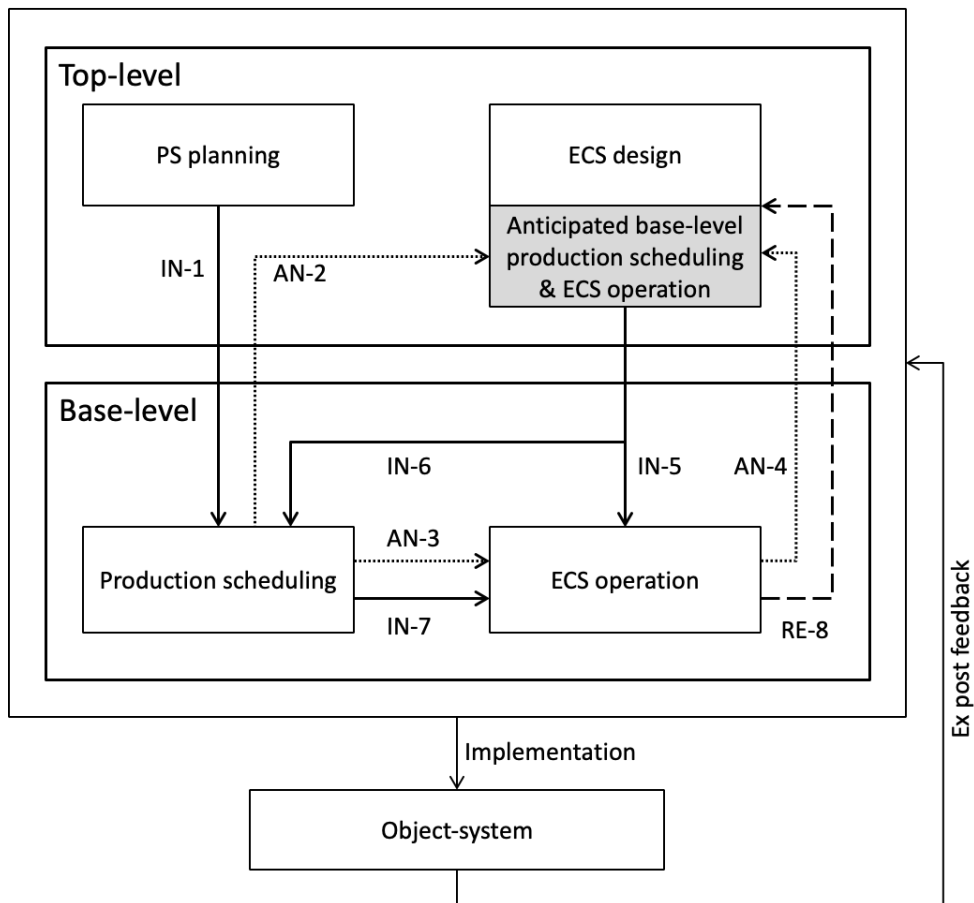 Top-level
PS planning
ECS design
Anticipated base-level
production scheduling
& ECS operation
IN-1
AN-2
Base-level
IN-6
IN-5
AN-4
AN-3
Production scheduling
ECS operation
IN-7
RE-8
Ex post feedback
Implementation
Object-system